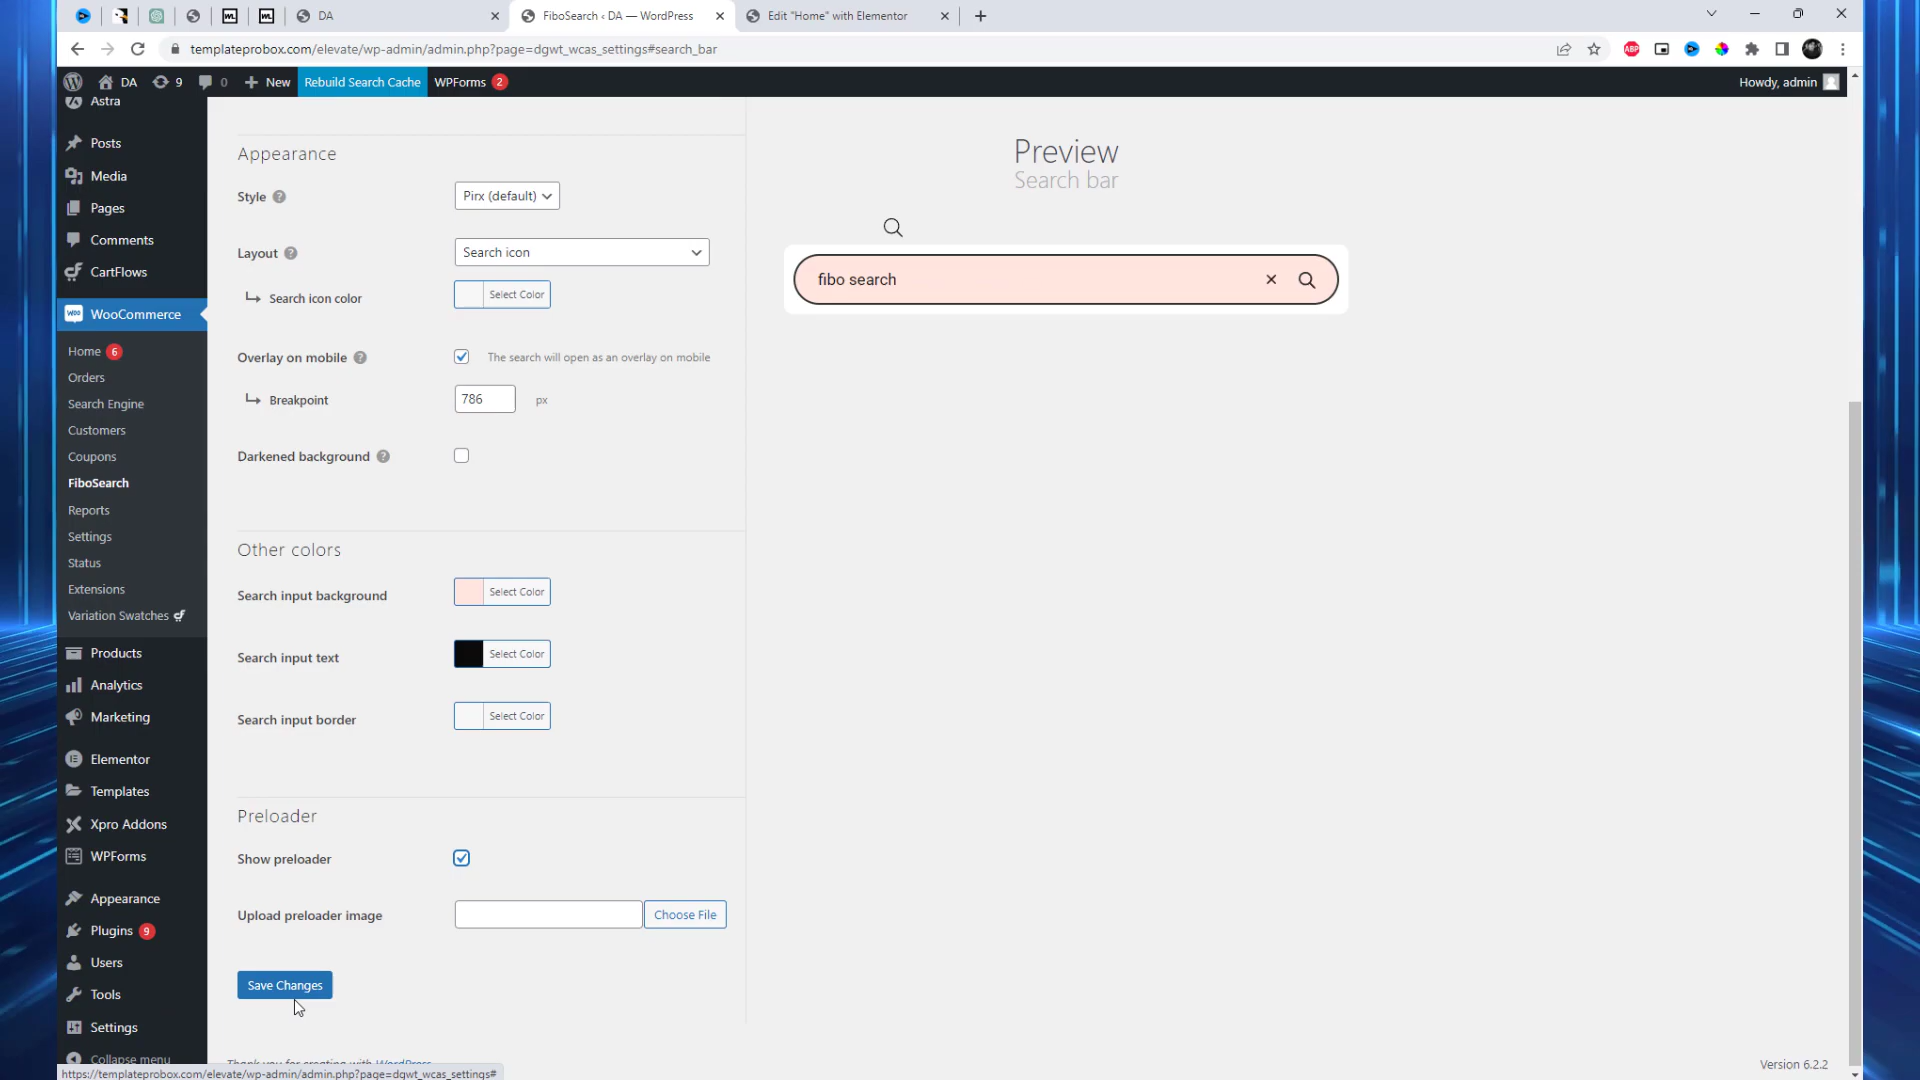 DA
FiboSearch ‹ DA — WordPress
Edit "Home" with Elementor
templateprobox.com/elevate/wp-admin/admin.php?page=dgwt_wcas_settings#search_bar
ABP
DA
9
0
New
Rebuild Search Cache
WPForms 2
Howdy, admin
Astra
Posts
Media
Pages
Comments
CartFlows
WooCommerce
Home 6
Orders
Search Engine
Customers
Coupons
FiboSearch
Reports
Settings
Status
Extensions
Variation Swatches
Products
Analytics
Marketing
Elementor
Templates
Xpro Addons
WPForms
Appearance
Plugins 9
Users
Tools
Settings
Collapse menu
Appearance
Style
Pirx (default)
Layout
Search icon
Search icon color
Select Color
Overlay on mobile
The search will open as an overlay on mobile
Breakpoint
786
px
Darkened background
Other colors
Search input background
Select Color
Search input text
Select Color
Search input border
Select Color
Preloader
Show preloader
Upload preloader image
Choose File
Save Changes
Thank you for creating with WordPress
Preview
Search bar
fibo search
Version 6.2.2
https://templateprobox.com/elevate/wp-admin/admin.php?page=dgwt_wcas_settings#